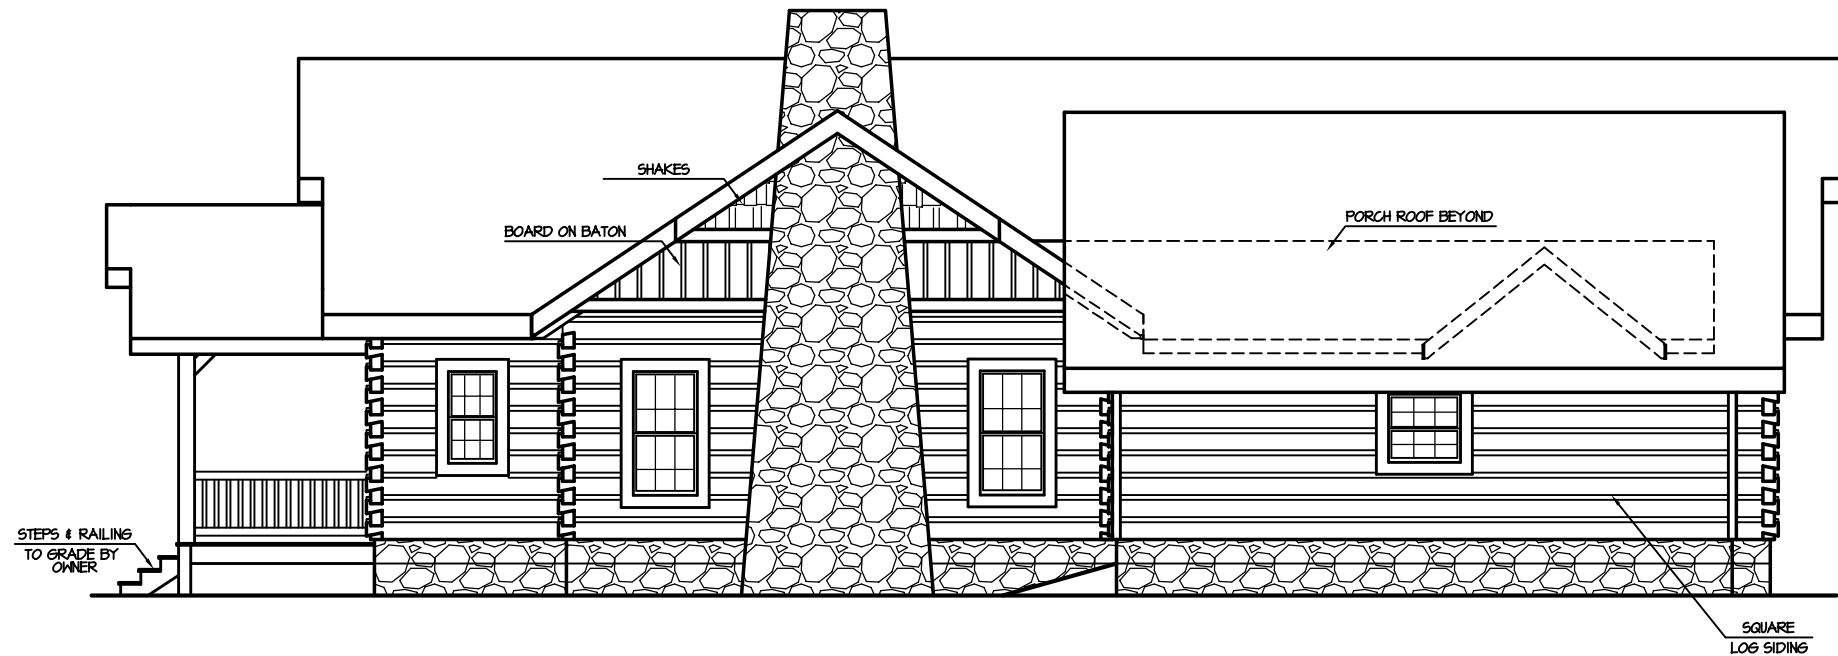 SHAKES
BOARD ON BATON
PORCH ROOF BEYOND
STEPS & RAILING
TO GRADE BY
OWNER
SQUARE
LOG SIDING